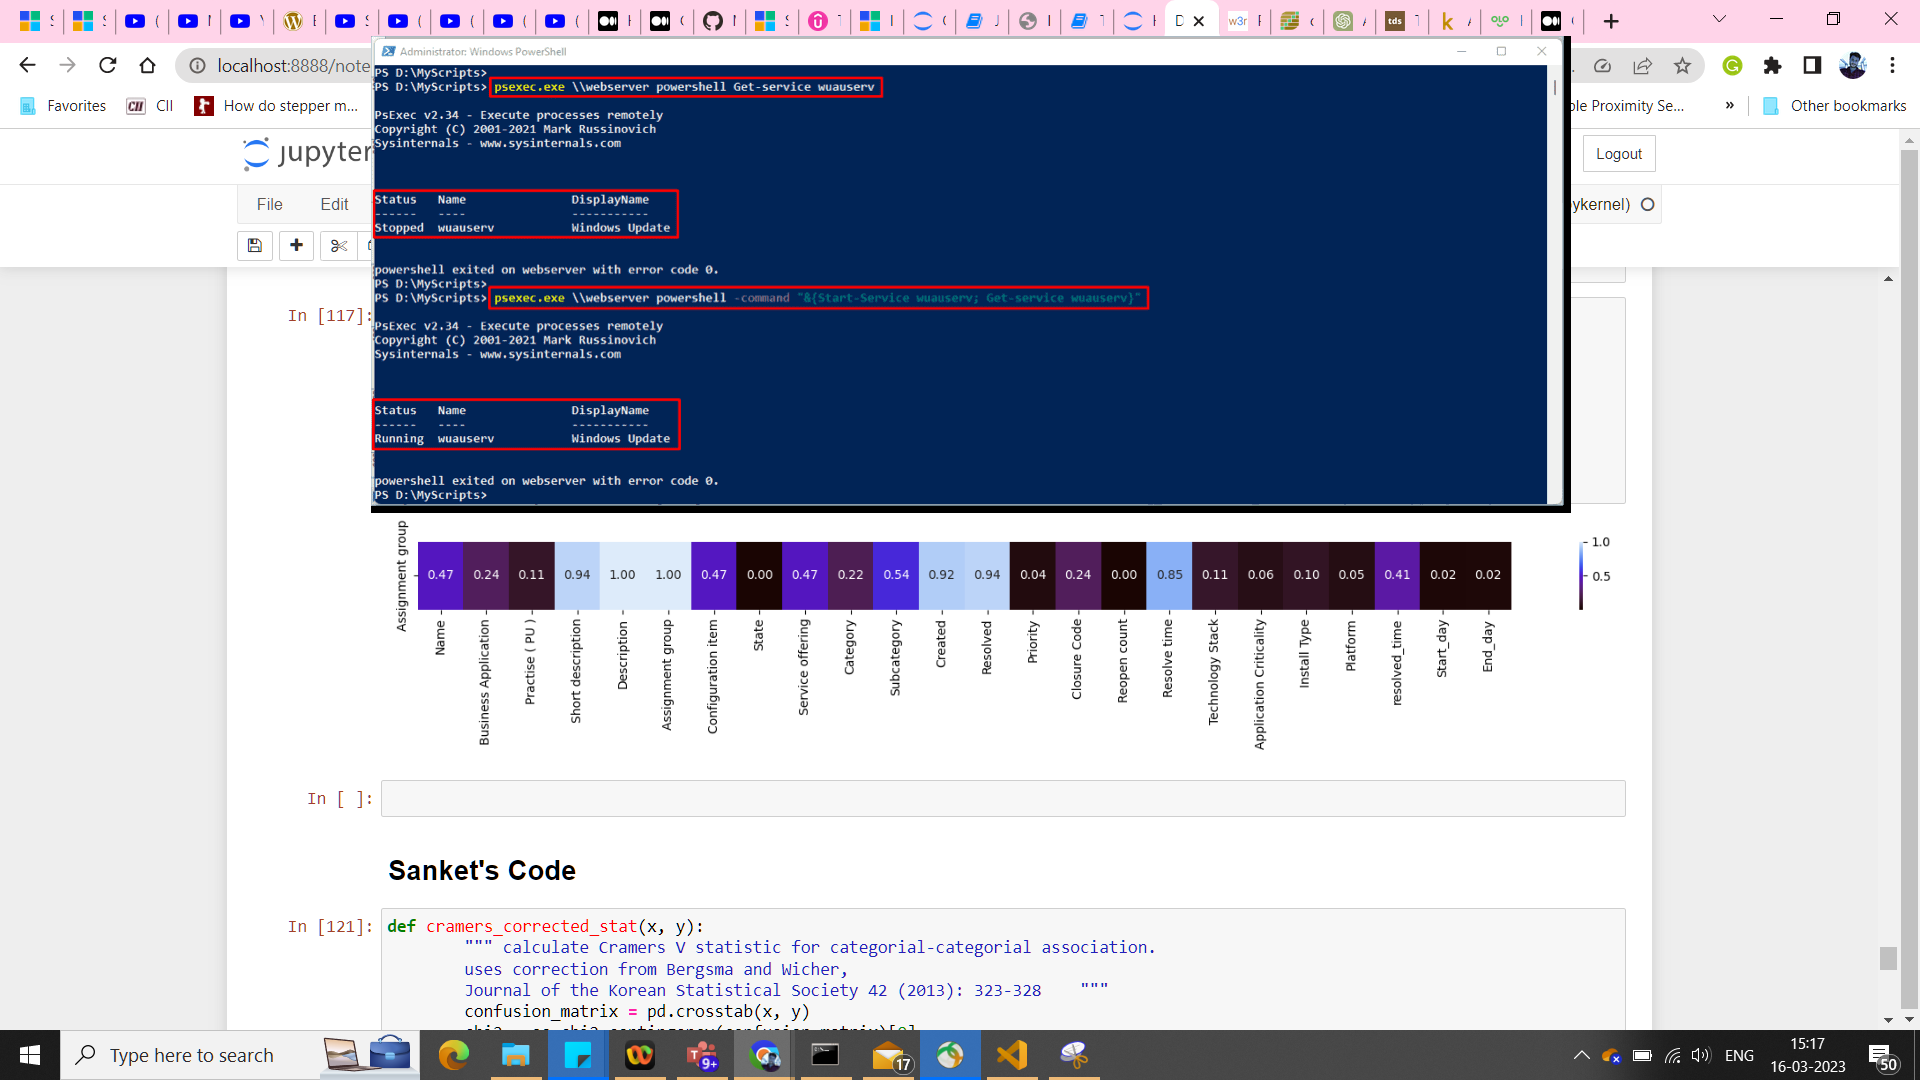 localhost:8888/note
Administrator: Windows PowerShell
Favorites
CII
How do stepper m...
ble Proximity Se...
»
Other bookmarks
jupyter
Logout
File
Edit
ykernel)
PS D:\MyScripts>
PS D:\MyScripts> psexec.exe \\webserver powershell Get-service wuauserv
PsExec v2.34 - Execute processes remotely
Copyright (C) 2001-2021 Mark Russinovich
Sysinternals - www.sysinternals.com
Status Name DisplayName
------ ---- -----------
Stopped wuauserv Windows Update
powershell exited on webserver with error code 0.
PS D:\MyScripts>
PS D:\MyScripts> psexec.exe \\webserver powershell -command "&{Start-Service wuauserv; Get-service wuauserv}"
PsExec v2.34 - Execute processes remotely
Copyright (C) 2001-2021 Mark Russinovich
Sysinternals - www.sysinternals.com
Status Name DisplayName
------ ---- -----------
Running wuauserv Windows Update
powershell exited on webserver with error code 0.
PS D:\MyScripts>
In [117]:
Assignment group
0.47 0.24 0.11 0.94 1.00 1.00 0.47 0.00 0.47 0.22 0.54 0.92 0.94 0.04 0.24 0.00 0.85 0.11 0.06 0.10 0.05 0.41 0.02 0.02
1.0
0.5
Name
Business Application
Practise ( PU )
Short description
Description
Assignment group
Configuration item
State
Service offering
Category
Subcategory
Created
Resolved
Priority
Closure Code
Reopen count
Resolve time
Technology Stack
Application Criticality
Install Type
Platform
resolved_time
Start_day
End_day
In [ ]:
Sanket's Code
In [121]:
def cramers_corrected_stat(x, y):
""" calculate Cramers V statistic for categorial-categorial association.
uses correction from Bergsma and Wicher,
Journal of the Korean Statistical Society 42 (2013): 323-328 """
confusion_matrix = pd.crosstab(x, y)
Type here to search
9+
17
ENG
15:17
16-03-2023
50